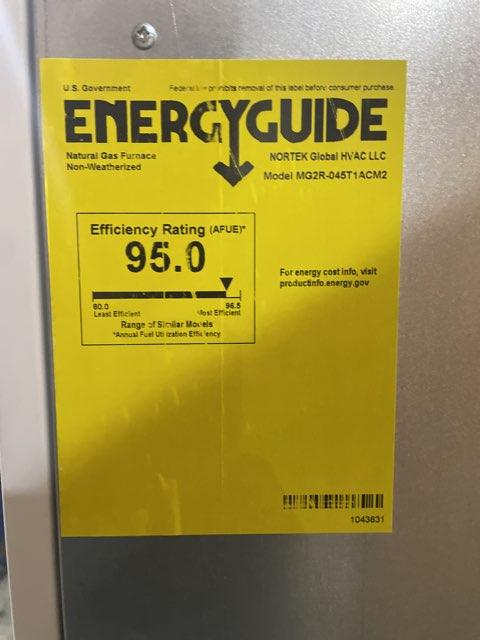 U.S. Government Federal law prohibits removal of this label before consumer purchase.
ENERGYGUIDE
Natural Gas Furnace
Non-Weatherized
NORTEK Global HVAC LLC
Model MG2R-045T1ACM2
Efficiency Rating (AFUE)*
95.0
80.0 96.5
Least Efficient Most Efficient
Range of Similar Models
*Annual Fuel Utilization Efficiency
For energy cost info, visit
productinfo.energy.gov
1043831